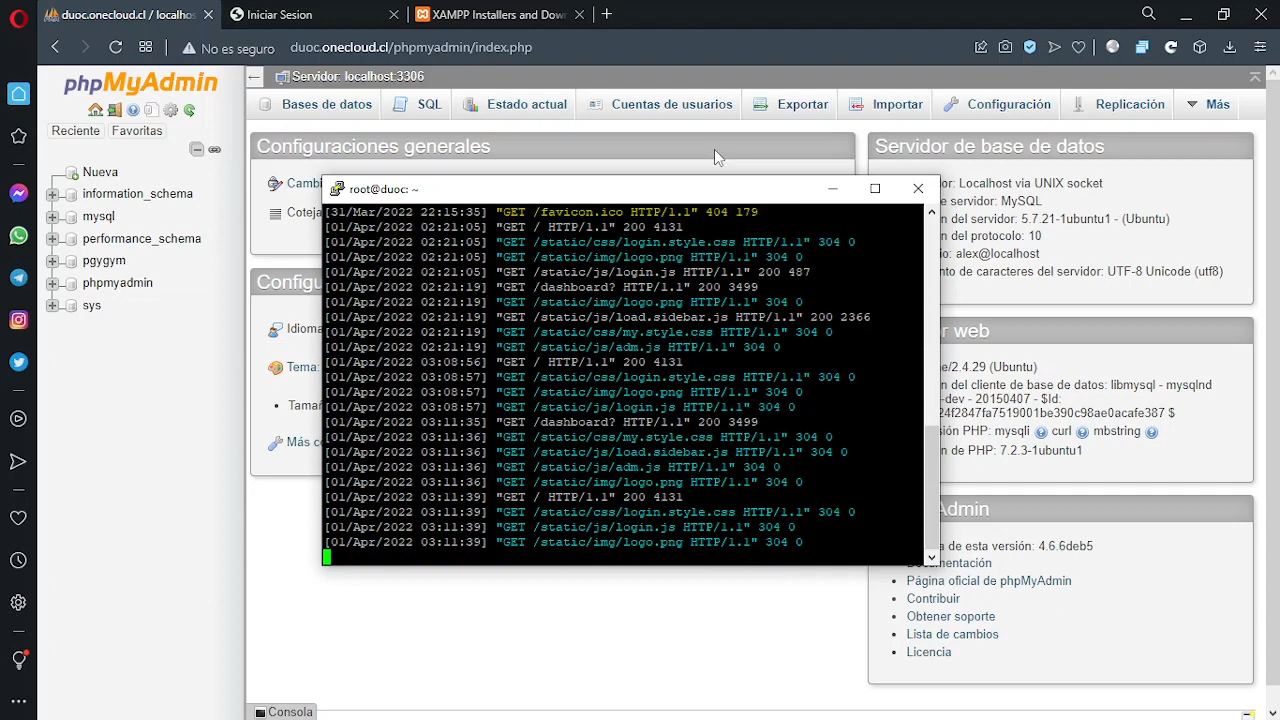 duoc.onecloud.cl / localhos
Iniciar Sesion
XAMPP Installers and Dow
No es seguro
duoc.onecloud.cl/phpmyadmin/index.php
phpMyAdmin
Reciente
Favoritas
Nueva
information_schema
mysql
performance_schema
pgygym
phpmyadmin
sys
Servidor: localhost:3306
Bases de datos
SQL
Estado actual
Cuentas de usuarios
Exportar
Importar
Configuración
Replicación
Más
Configuraciones generales
Cambi
Coteja
Configu
Idioma
Tema:
Tamañ
Más co
root@duoc: ~
[31/Mar/2022 22:15:35] "GET /favicon.ico HTTP/1.1" 404 179
[01/Apr/2022 02:21:05] "GET / HTTP/1.1" 200 4131
[01/Apr/2022 02:21:05] "GET /static/css/login.style.css HTTP/1.1" 304 0
[01/Apr/2022 02:21:05] "GET /static/img/logo.png HTTP/1.1" 304 0
[01/Apr/2022 02:21:05] "GET /static/js/login.js HTTP/1.1" 200 487
[01/Apr/2022 02:21:19] "GET /dashboard? HTTP/1.1" 200 3499
[01/Apr/2022 02:21:19] "GET /static/img/logo.png HTTP/1.1" 304 0
[01/Apr/2022 02:21:19] "GET /static/js/load.sidebar.js HTTP/1.1" 200 2366
[01/Apr/2022 02:21:19] "GET /static/css/my.style.css HTTP/1.1" 304 0
[01/Apr/2022 02:21:19] "GET /static/js/adm.js HTTP/1.1" 304 0
[01/Apr/2022 03:08:56] "GET / HTTP/1.1" 200 4131
[01/Apr/2022 03:08:57] "GET /static/css/login.style.css HTTP/1.1" 304 0
[01/Apr/2022 03:08:57] "GET /static/img/logo.png HTTP/1.1" 304 0
[01/Apr/2022 03:08:57] "GET /static/js/login.js HTTP/1.1" 304 0
[01/Apr/2022 03:11:35] "GET /dashboard? HTTP/1.1" 200 3499
[01/Apr/2022 03:11:36] "GET /static/css/my.style.css HTTP/1.1" 304 0
[01/Apr/2022 03:11:36] "GET /static/js/load.sidebar.js HTTP/1.1" 304 0
[01/Apr/2022 03:11:36] "GET /static/js/adm.js HTTP/1.1" 304 0
[01/Apr/2022 03:11:36] "GET /static/img/logo.png HTTP/1.1" 304 0
[01/Apr/2022 03:11:39] "GET / HTTP/1.1" 200 4131
[01/Apr/2022 03:11:39] "GET /static/css/login.style.css HTTP/1.1" 304 0
[01/Apr/2022 03:11:39] "GET /static/js/login.js HTTP/1.1" 304 0
[01/Apr/2022 03:11:39] "GET /static/img/logo.png HTTP/1.1" 304 0
Servidor de base de datos
: Localhost via UNIX socket
e servidor: MySQL
n del servidor: 5.7.21-1ubuntu1 - (Ubuntu)
n del protocolo: 10
o: alex@localhost
nto de caracteres del servidor: UTF-8 Unicode (utf8)
or web
e/2.4.29 (Ubuntu)
n del cliente de base de datos: libmysql - mysqlnd
-dev - 20150407 - $Id:
24f2847fa7519001be390c98ae0acafe387 $
sión PHP: mysqli curl mbstring
n de PHP: 7.2.3-1ubuntu1
Admin
a de esta versión: 4.6.6deb5
Documentación
Página oficial de phpMyAdmin
Contribuir
Obtener soporte
Lista de cambios
Licencia
Consola